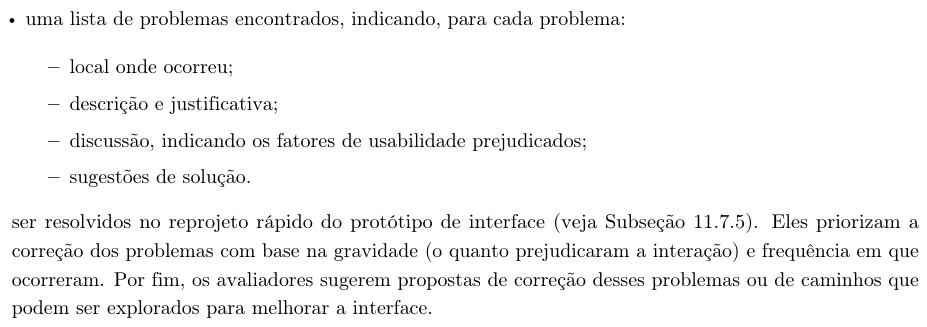 • uma lista de problemas encontrados, indicando, para cada problema:
– local onde ocorreu;
– descrição e justificativa;
– discussão, indicando os fatores de usabilidade prejudicados;
– sugestões de solução.
ser resolvidos no reprojeto rápido do protótipo de interface (veja Subseção 11.7.5). Eles priorizam a
correção dos problemas com base na gravidade (o quanto prejudicaram a interação) e frequência em que
ocorreram. Por fim, os avaliadores sugerem propostas de correção desses problemas ou de caminhos que
podem ser explorados para melhorar a interface.